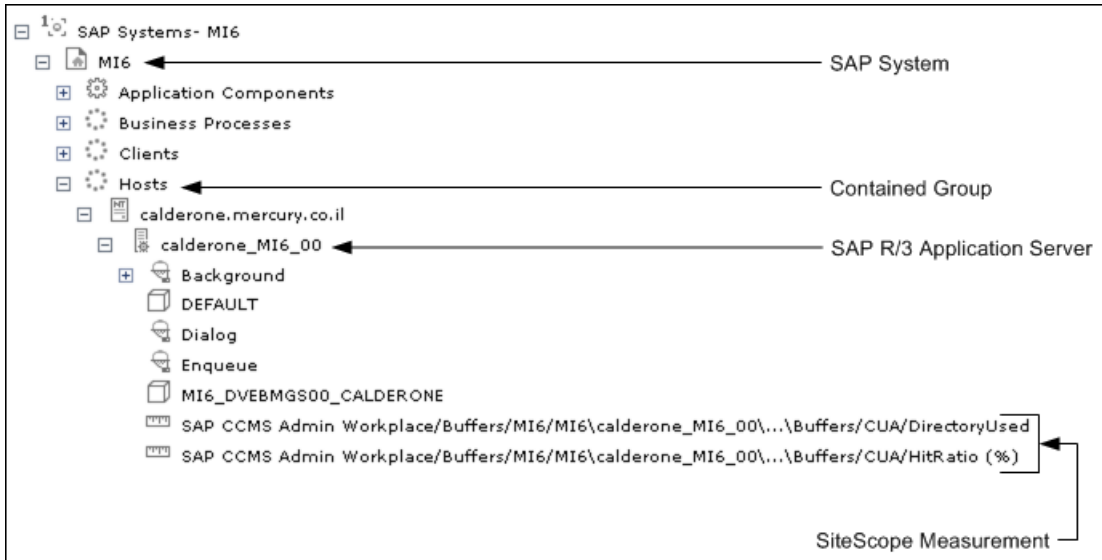 SAP Systems- MI6
MI6
SAP System
Application Components
Business Processes
Clients
Hosts
Contained Group
calderone.mercury.co.il
calderone_MI6_00
SAP R/3 Application Server
Background
DEFAULT
Dialog
Enqueue
MI6_DVEBMGS00_CALDERONE
SAP CCMS Admin Workplace/Buffers/MI6/MI6\calderone_MI6_00\...\Buffers/CUA/DirectoryUsed
SAP CCMS Admin Workplace/Buffers/MI6/MI6\calderone_MI6_00\...\Buffers/CUA/HitRatio (%)
SiteScope Measurement